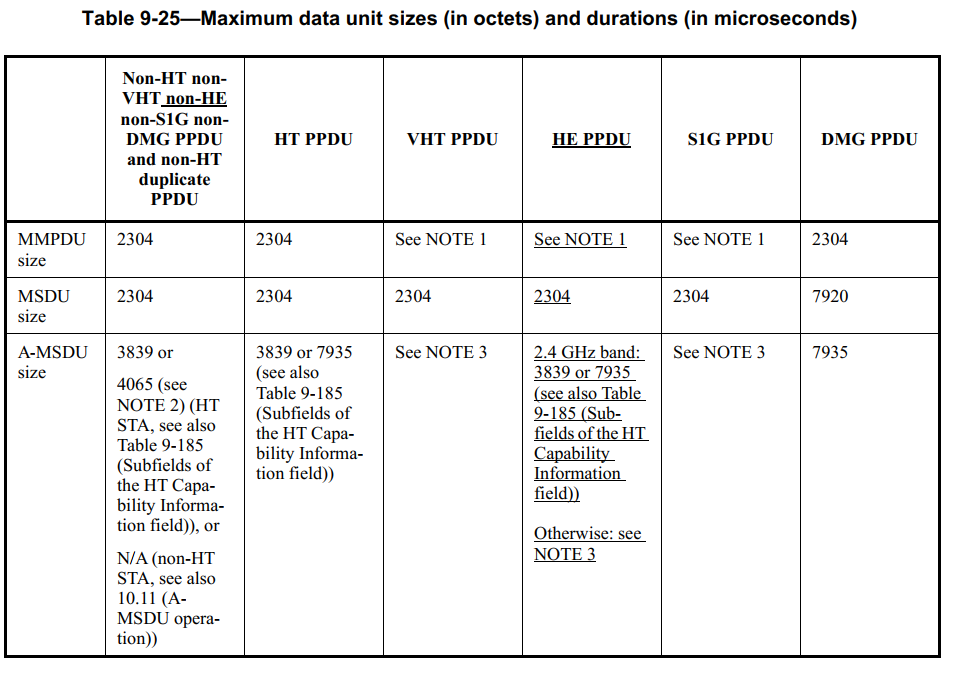 Table 9-25—Maximum data unit sizes (in octets) and durations (in microseconds)
Non-HT non-
VHT non-HE
non-S1G non-
DMG PPDU
and non-HT
duplicate
PPDU
HT PPDU
VHT PPDU
HE PPDU
S1G PPDU
DMG PPDU
MMPDU
size
2304
2304
See NOTE 1
See NOTE 1
See NOTE 1
2304
MSDU
size
2304
2304
2304
2304
2304
7920
A-MSDU
size
3839 or
4065 (see
NOTE 2) (HT
STA, see also
Table 9-185
(Subfields of
the HT Capa-
bility Informa-
tion field)), or
N/A (non-HT
STA, see also
10.11 (A-
MSDU opera-
tion))
3839 or 7935
(see also
Table 9-185
(Subfields of
the HT Capa-
bility Informa-
tion field))
See NOTE 3
2.4 GHz band:
3839 or 7935
(see also Table
9-185 (Sub-
fields of the HT
Capability
Information
field))
Otherwise: see
NOTE 3
See NOTE 3
7935